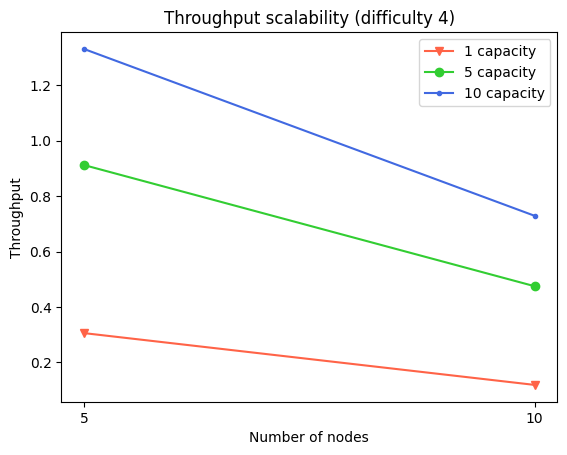 Throughput scalability (difficulty 4)
1 capacity
5 capacity
10 capacity
Throughput
1.2
1.0
0.8
0.6
0.4
0.2
5
10
Number of nodes